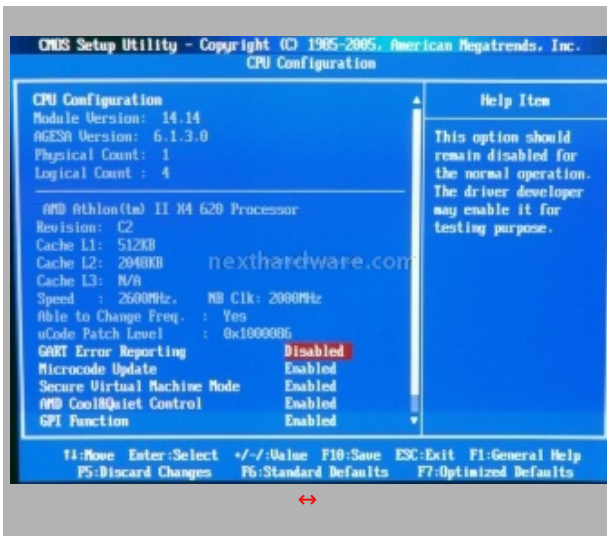 CMOS Setup Utility - Copyright (C) 1985-2005, American Megatrends, Inc.
CPU Configuration
CPU Configuration
Module Version: 14.14
AGESA Version: 6.1.3.0
Physical Count: 1
Logical Count : 4
AMD Athlon(tm) II X4 620 Processor
Revision: C2
Cache L1: 512KB
Cache L2: 2048KB
Cache L3: N/A
Speed : 2600MHz, NB Clk: 2000MHz
Able to Change Freq. : Yes
uCode Patch Level : 0x1000086
GART Error Reporting Disabled
Microcode Update Enabled
Secure Virtual Machine Mode Enabled
AMD Cool&Quiet Control Enabled
GPI Function Enabled
Help Item
This option should
remain disabled for
the normal operation.
The driver developer
may enable it for
testing purpose.
nexthardware.com
↑↓:Move Enter:Select +/-/:Value F10:Save ESC:Exit F1:General Help
F5:Discard Changes F6:Standard Defaults F7:Optimized Defaults